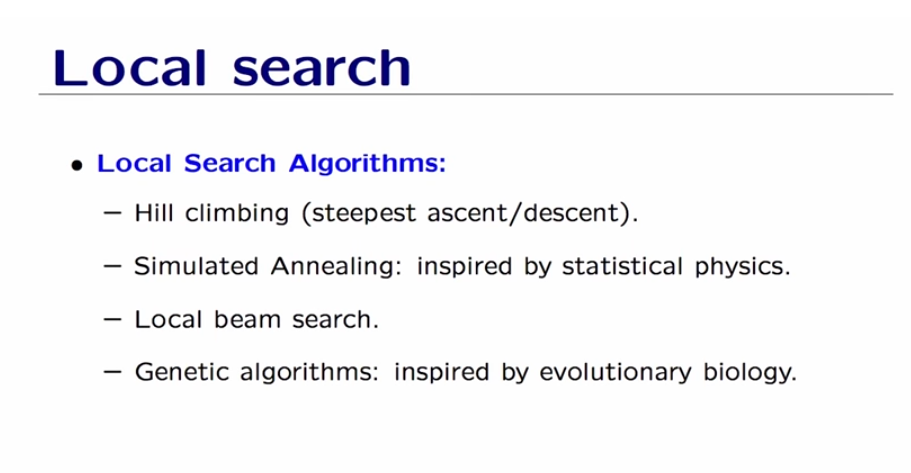 Local search
• Local Search Algorithms:
– Hill climbing (steepest ascent/descent).
– Simulated Annealing: inspired by statistical physics.
– Local beam search.
– Genetic algorithms: inspired by evolutionary biology.